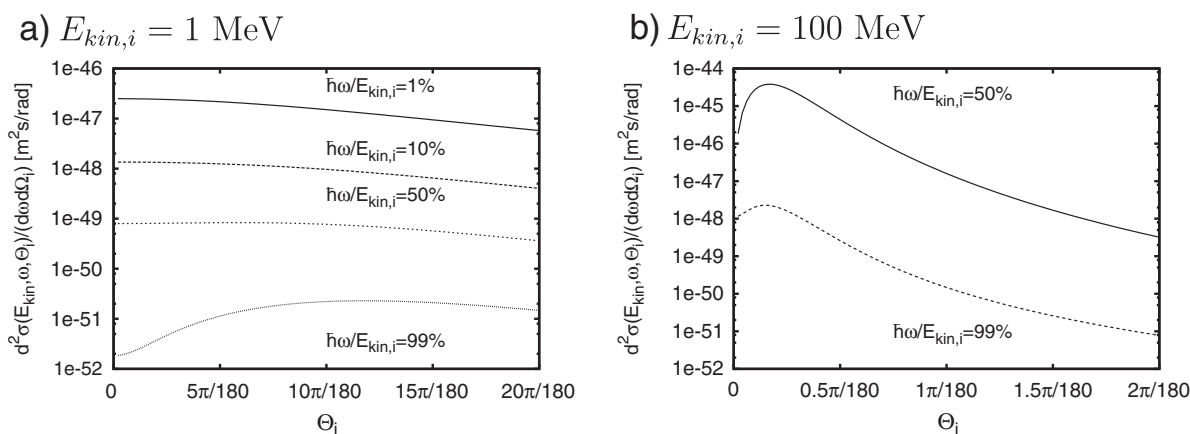 a) E_{kin,i} = 1 MeV
d²σ(E_{kin},ω,Θ_i)/(dωdΩ_i) [m²s/rad]
1e-46
1e-47
1e-48
1e-49
1e-50
1e-51
1e-52
ħω/E_{kin,i}=1%
ħω/E_{kin,i}=10%
ħω/E_{kin,i}=50%
ħω/E_{kin,i}=99%
0 5π/180 10π/180 15π/180 20π/180
Θ_i
b) E_{kin,i} = 100 MeV
d²σ(E_{kin},ω,Θ_i)/(dωdΩ_i) [m²s/rad]
1e-44
1e-45
1e-46
1e-47
1e-48
1e-49
1e-50
1e-51
1e-52
ħω/E_{kin,i}=50%
ħω/E_{kin,i}=99%
0 0.5π/180 1π/180 1.5π/180 2π/180
Θ_i